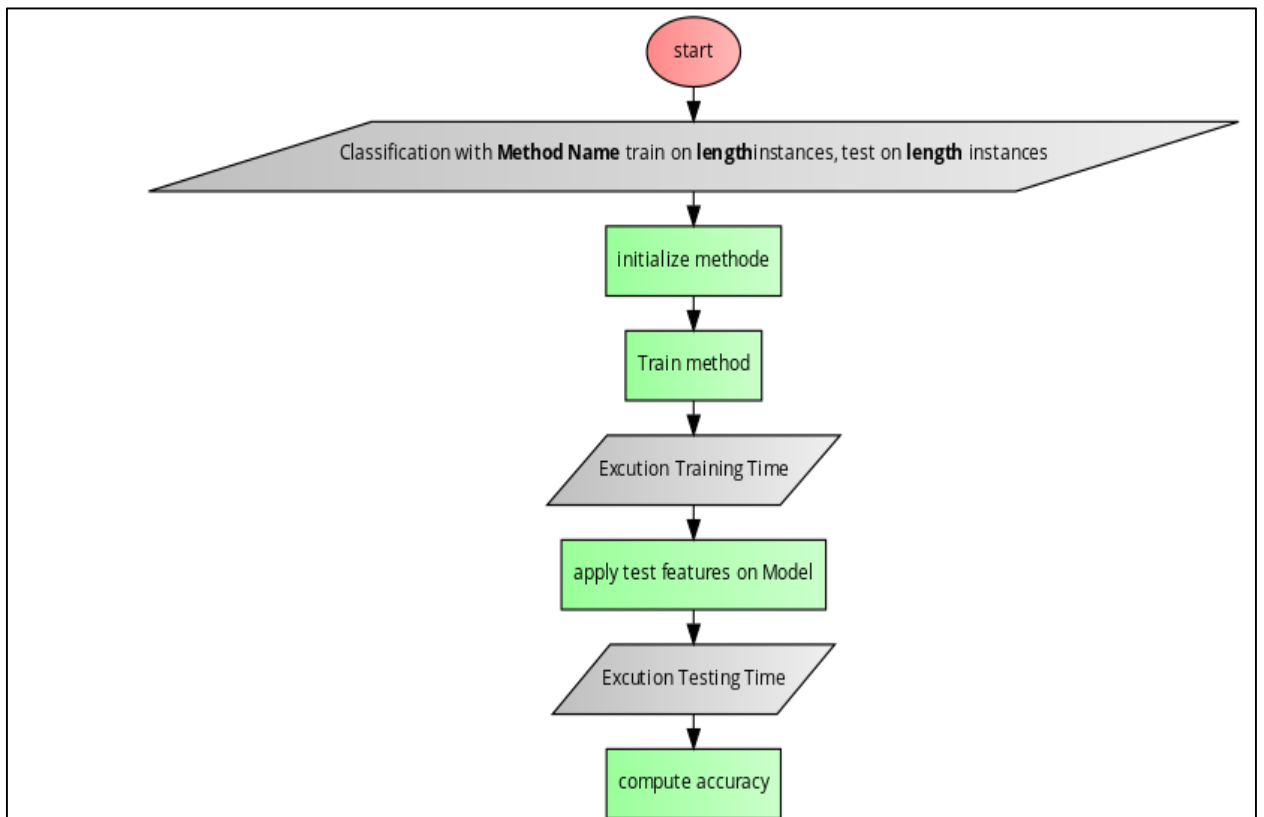 start
Classification with Method Name train on lengthinstances, test on length instances
initialize methode
Train method
Excution Training Time
apply test features on Model
Excution Testing Time
compute accuracy